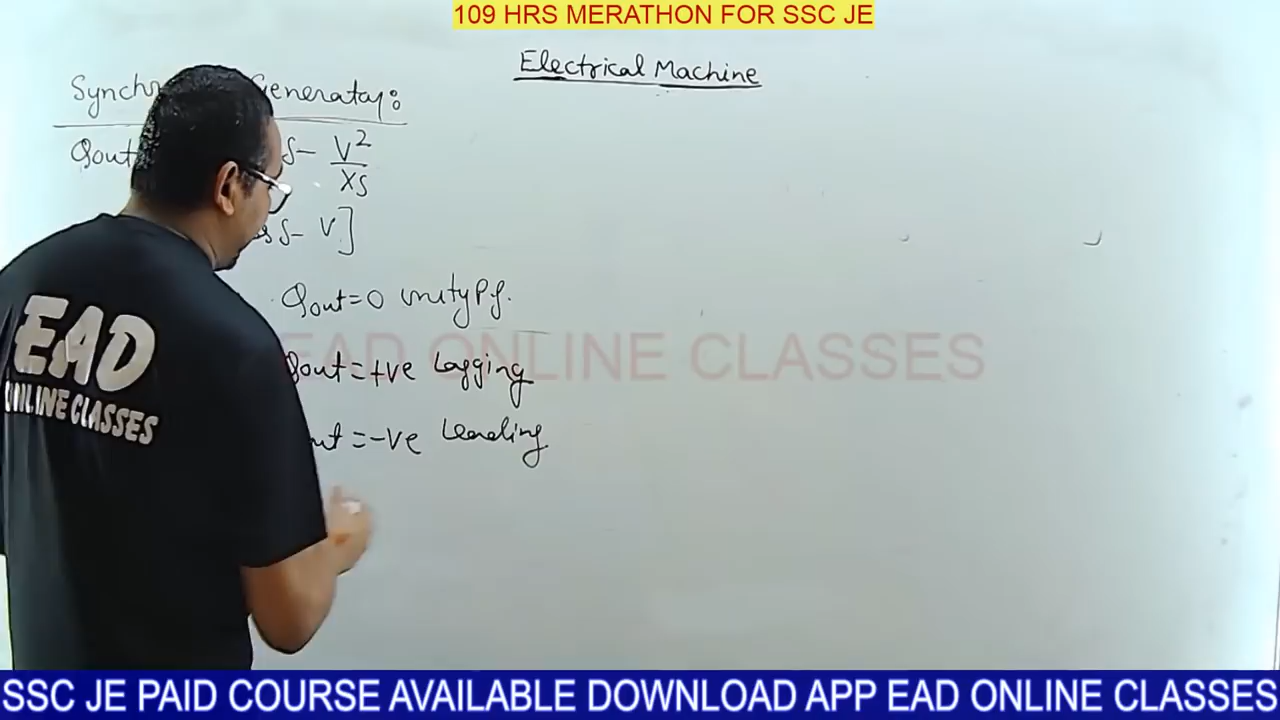 109 HRS MERATHON FOR SSC JE
Electrical Machine
Synchr Generator:
Qout S- V²/XS
S- V]
Qout=0 unity P.f.
EAD ONLINE CLASSES
Qout=+ve Lagging
out=-ve Leading
EAD
ONLINE CLASSES
SSC JE PAID COURSE AVAILABLE DOWNLOAD APP EAD ONLINE CLASSES